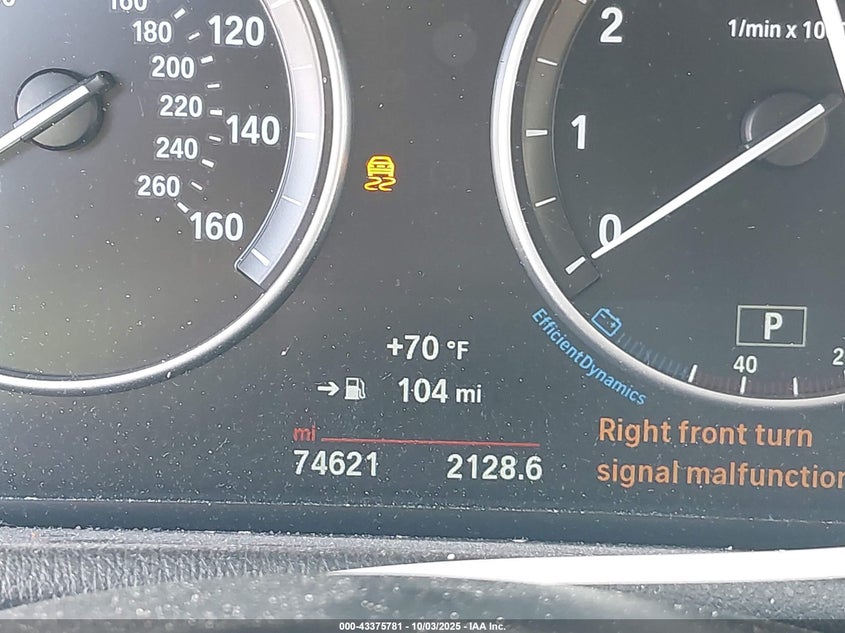 160
180
120
200
220
140
240
260
160
2
1/min x 10
1
0
+70 °F
104 mi
mi
74621 2128.6
P
40
EfficientDynamics
Right front turn
signal malfunction
000-43375781 - 10/03/2025 - IAA Inc.